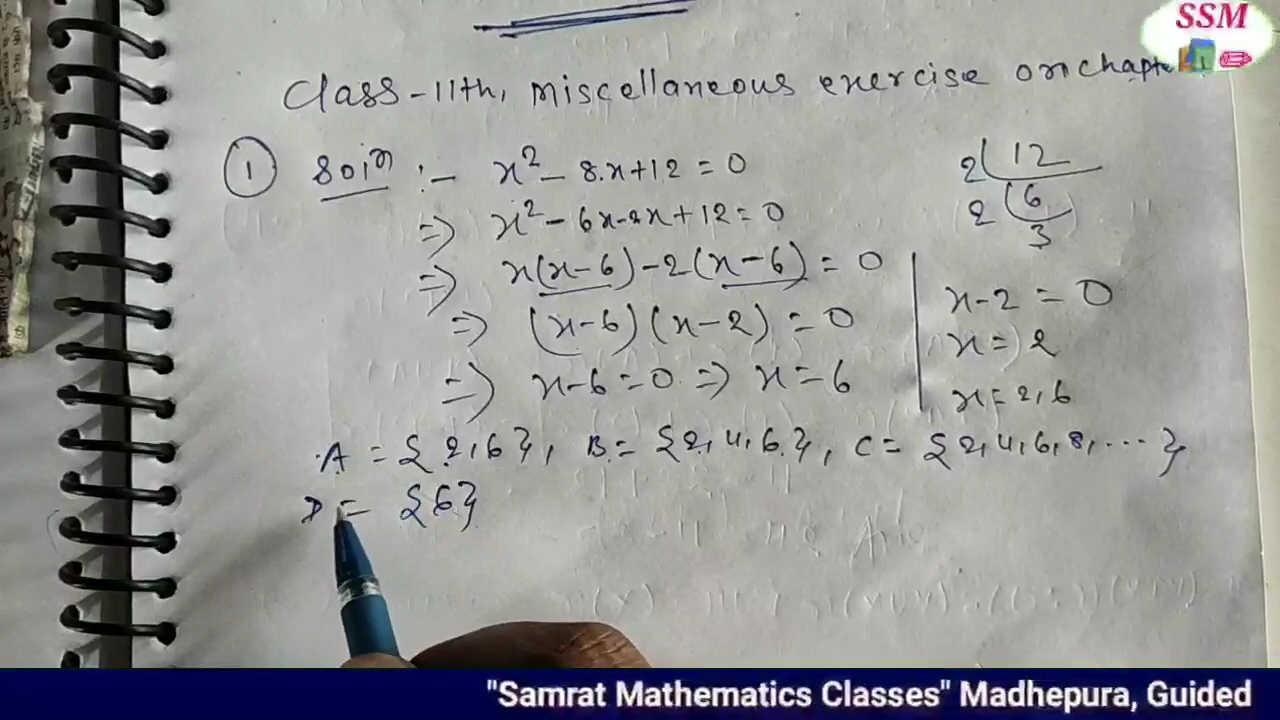 SSM
Class-11th, miscellaneous exercise on chapte
1 Soln :- x² - 8x+12=0
2 12
=> x² - 6x-2x+12=0
2 6
3
=> x(x-6)-2(x-6)=0
x-2=0
=> (x-6)(x-2)=0
x=2
=> x-6=0 => x=6
x=2,6
A = {2,6}, B={2,4,6}, C={2,4,6,8,....}
D= {6}
"Samrat Mathematics Classes" Madhepura, Guided